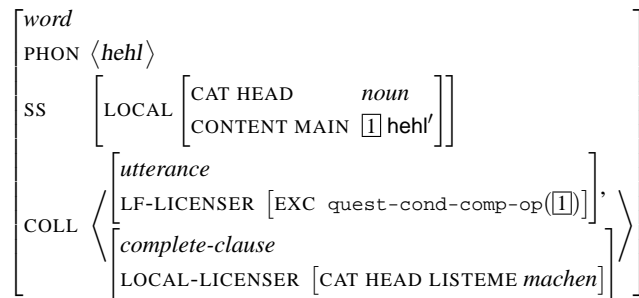 word
PHON ⟨hehl⟩
SS [LOCAL [CAT HEAD noun
CONTENT MAIN [1] hehl′]]
COLL ⟨[utterance
LF-LICENSER [EXC quest-cond-comp-op([1])]],
[complete-clause
LOCAL-LICENSER [CAT HEAD LISTEME machen]]⟩